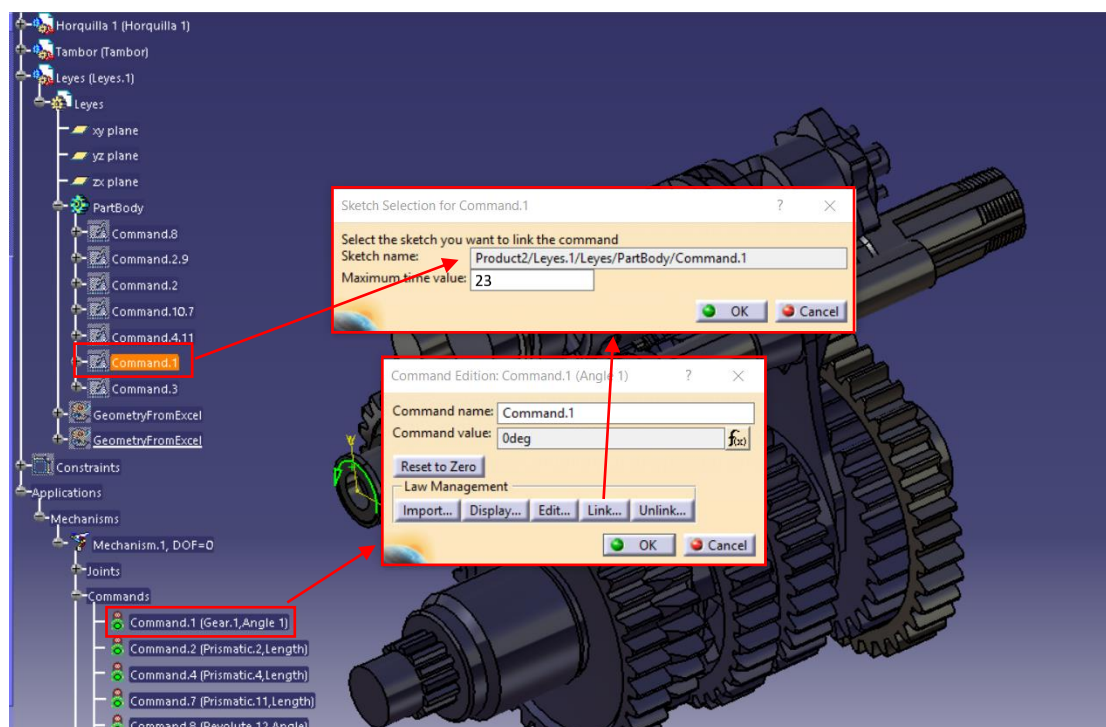 Horquilla 1 (Horquilla 1)
Tambor (Tambor)
Leyes (Leyes.1)
Leyes
xy plane
yz plane
zx plane
PartBody
Command.8
Command.2.9
Command.2
Command.10.7
Command.4.11
Command.1
Command.3
GeometryFromExcel
GeometryFromExcel
Constraints
Applications
Mechanisms
Mechanism.1, DOF=0
Joints
Commands
Command.1 (Gear.1,Angle 1)
Command.2 (Prismatic.2,Length)
Command.4 (Prismatic.4,Length)
Command.7 (Prismatic.11,Length)
Command.8 (Revolute.12,Angle)
Sketch Selection for Command.1 ?
Select the sketch you want to link the command
Sketch name: Product2/Leyes.1/Leyes/PartBody/Command.1
Maximum time value: 23
OK Cancel
Command Edition: Command.1 (Angle 1) ?
Command name: Command.1
Command value: 0deg f(x)
Reset to Zero
Law Management
Import... Display... Edit... Link... Unlink...
OK Cancel